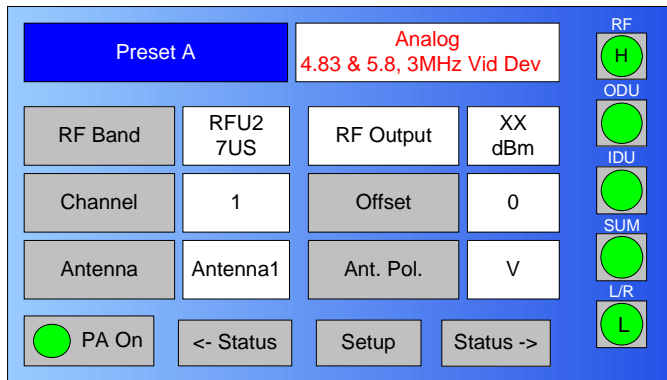 Preset A
Analog
4.83 & 5.8, 3MHz Vid Dev
RF
H
ODU
RF Band
RFU2
7US
RF Output
XX
dBm
IDU
Channel
1
Offset
0
SUM
Antenna
Antenna1
Ant. Pol.
V
L/R
L
PA On
<- Status
Setup
Status ->